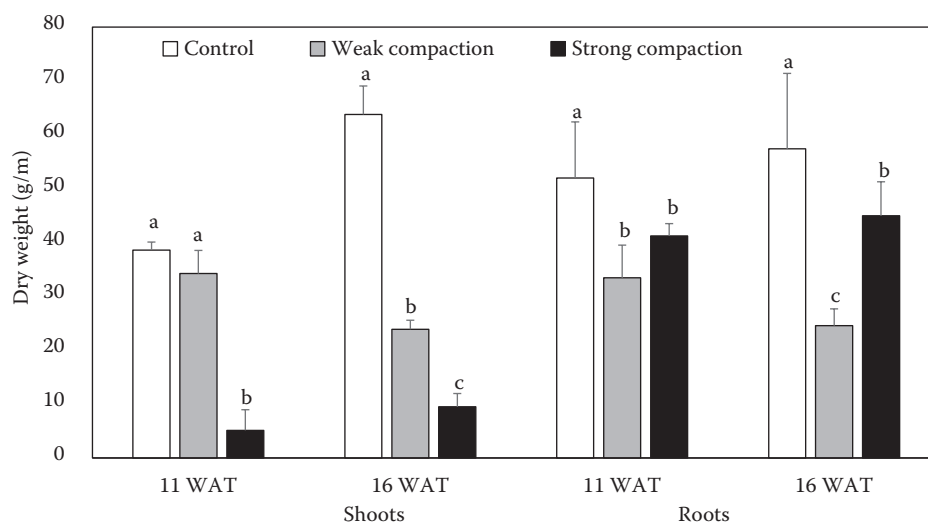 80
70
60
50
40
30
20
10
0
Dry weight (g/m)
Control Weak compaction Strong compaction
a a b
a b c
a b b
a c b
11 WAT 16 WAT 11 WAT 16 WAT
Shoots Roots